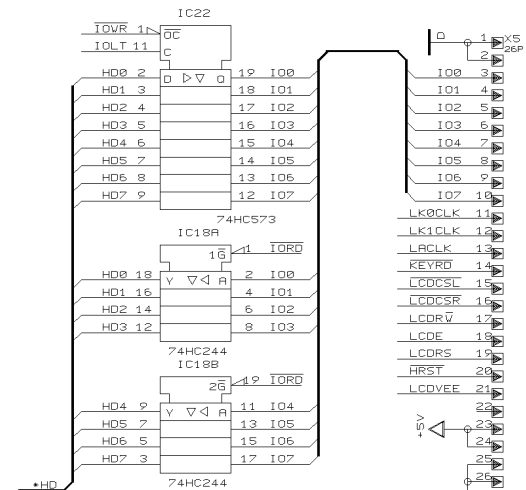 IC22
IOWR 1 OC
IOLT 11 C
HD0 2 D Q 19 IO0
HD1 3 18 IO1
HD2 4 17 IO2
HD3 5 16 IO3
HD4 6 15 IO4
HD5 7 14 IO5
HD6 8 13 IO6
HD7 9 12 IO7
74HC573
IC18A
1G 1 IORD
HD0 18 Y A 2 IO0
HD1 16 4 IO1
HD2 14 6 IO2
HD3 12 8 IO3
74HC244
IC18B
2G 19 IORD
HD4 9 Y A 11 IO4
HD5 7 13 IO5
HD6 5 15 IO6
HD7 3 17 IO7
74HC244
*HD
D 1 X5
26P
2
IO0 3
IO1 4
IO2 5
IO3 6
IO4 7
IO5 8
IO6 9
IO7 10
LK0CLK 11
LK1CLK 12
LACLK 13
KEYRD 14
LCDCSL 15
LCDCSR 16
LCDRW 17
LCDE 18
LCDRS 19
HRST 20
LCDVEE 21
22
+5V 23
24
25
26